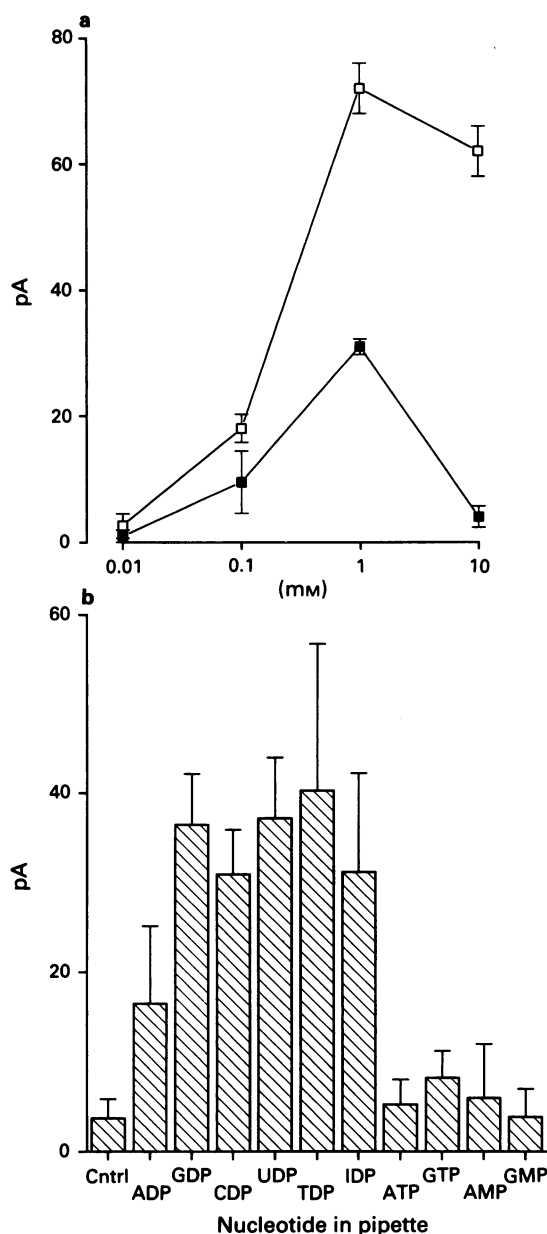 a
80
60
40
20
0
pA
0.01 0.1 1 10
(mM)
b
60
40
20
0
pA
Cntrl ADP GDP CDP UDP TDP IDP ATP GTP AMP GMP
Nucleotide in pipette